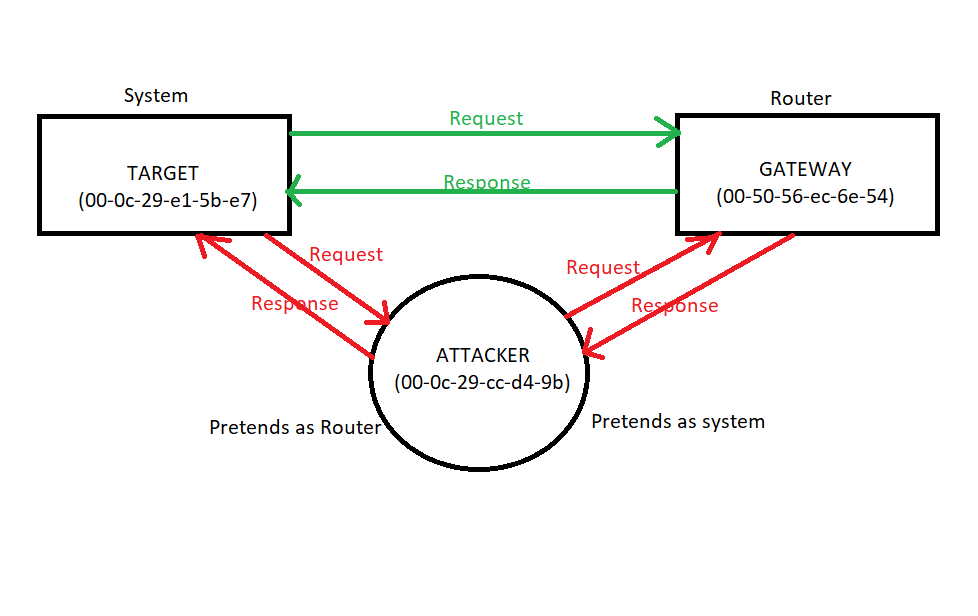 System
Router
Request
TARGET
(00-0c-29-e1-5b-e7)
Response
GATEWAY
(00-50-56-ec-6e-54)
Request
Response
Request
Response
ATTACKER
(00-0c-29-cc-d4-9b)
Pretends as Router
Pretends as system